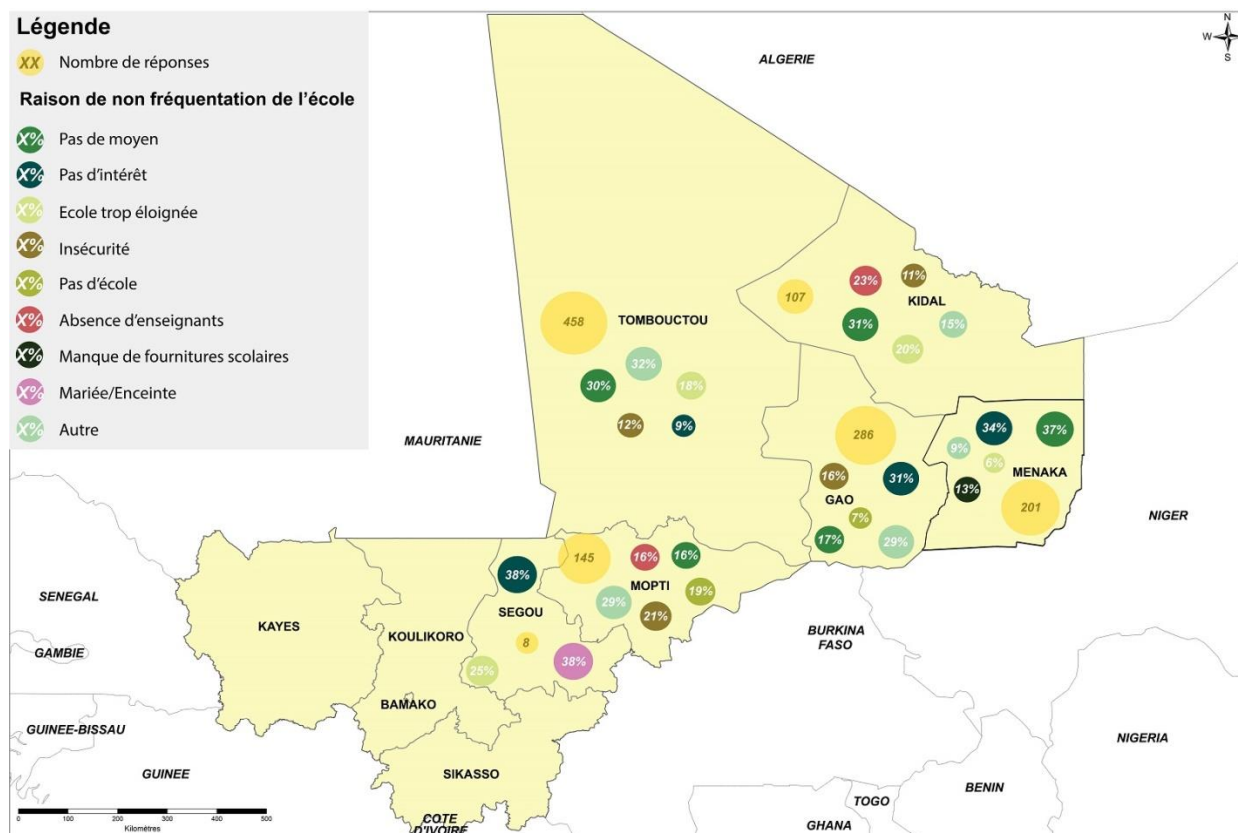 Légende
XX Nombre de réponses
Raison de non fréquentation de l'école
X% Pas de moyen
X% Pas d'intérêt
X% Ecole trop éloignée
X% Insécurité
X% Pas d'école
X% Absence d'enseignants
X% Manque de fournitures scolaires
X% Mariée/Enceinte
X% Autre
N
W E
S
ALGERIE
MAURITANIE
SENEGAL
GAMBIE
GUINEE-BISSAU
GUINEE
COTE
D'IVOIRE
GHANA
TOGO
BENIN
NIGERIA
BURKINA
FASO
NIGER
458
TOMBOUCTOU
32%
30%
18%
12%
9%
107
23%
11%
KIDAL
31%
15%
20%
286
16%
31%
GAO
7%
17%
29%
34%
37%
9%
6%
MENAKA
13%
201
145
16%
16%
MOPTI
29%
19%
21%
38%
SEGOU
8
25%
38%
KAYES
KOULIKORO
BAMAKO
SIKASSO
0 100 200 300 400 500
Kilométres